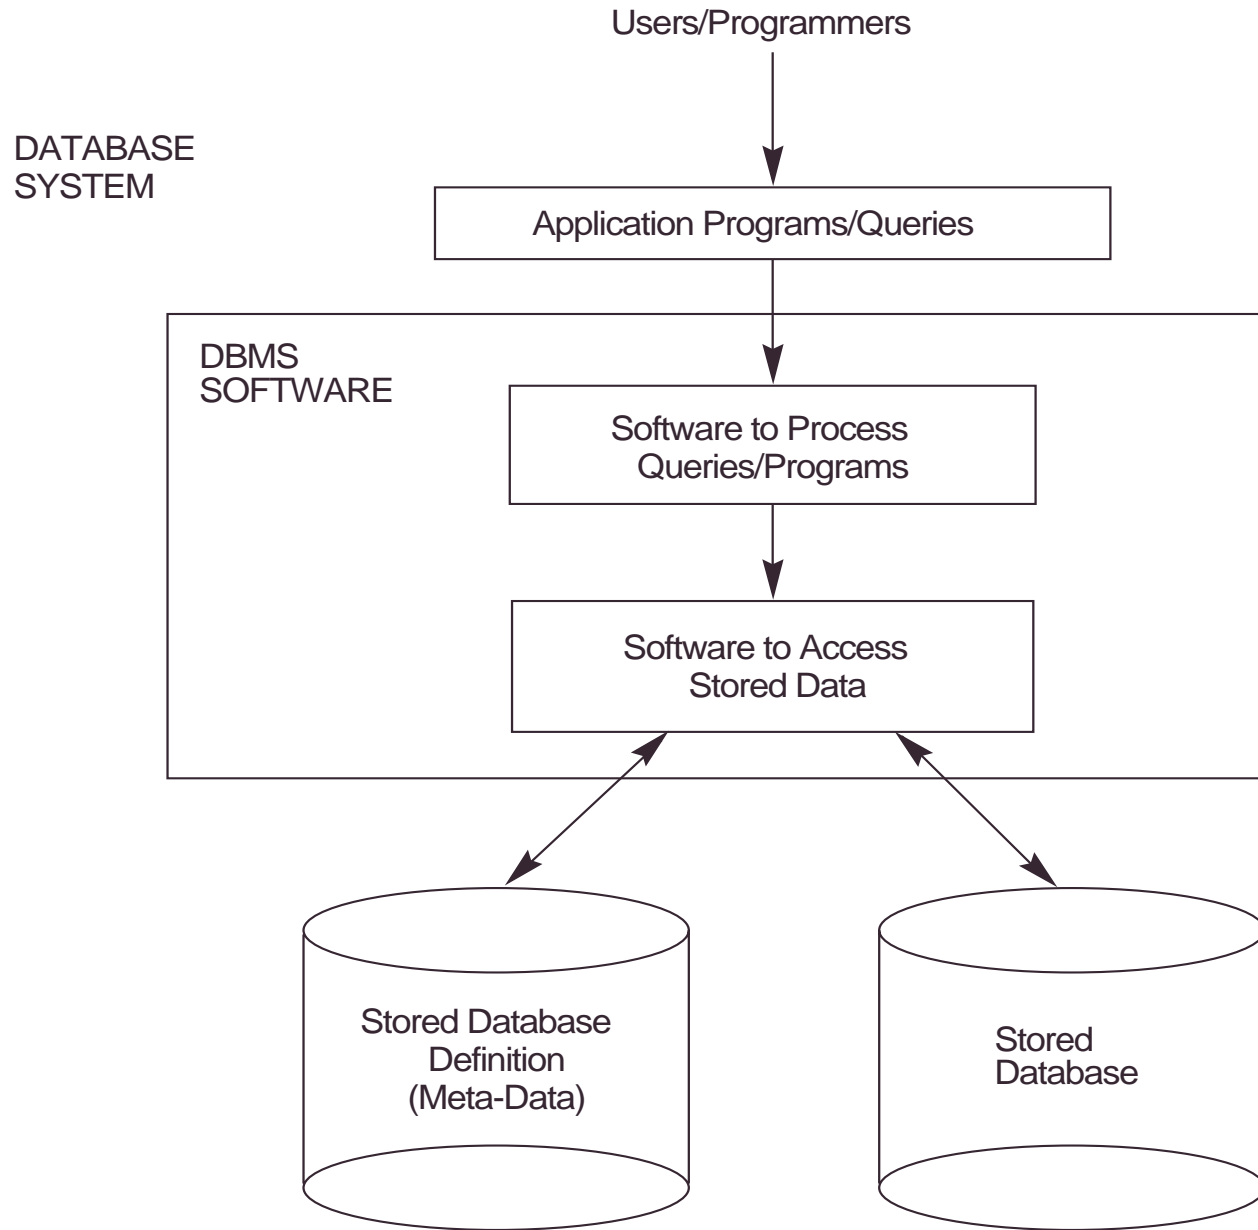 Users/Programmers
DATABASE
SYSTEM
Application Programs/Queries
DBMS
SOFTWARE
Software to Process
Queries/Programs
Software to Access
Stored Data
Stored Database
Definition
(Meta-Data)
Stored
Database